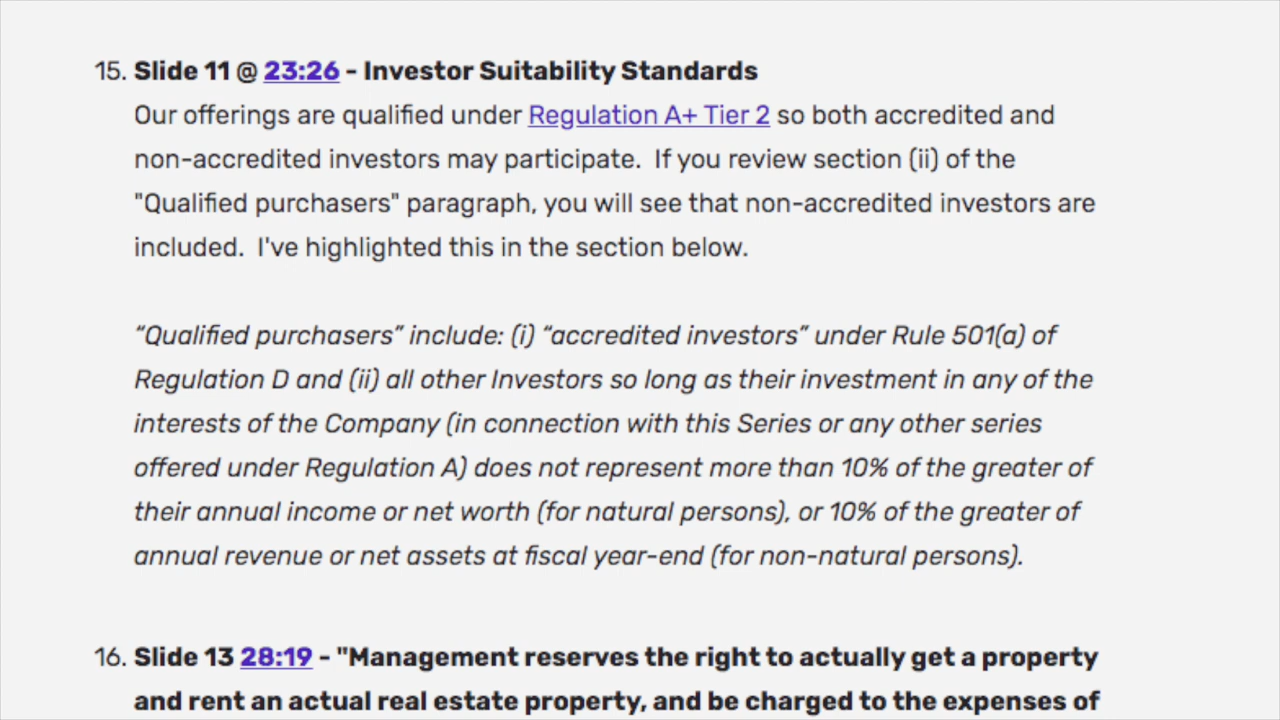 15. Slide 11 @ 23:26 - Investor Suitability Standards
Our offerings are qualified under Regulation A+ Tier 2 so both accredited and
non-accredited investors may participate.  If you review section (ii) of the
"Qualified purchasers" paragraph, you will see that non-accredited investors are
included.  I've highlighted this in the section below.
“Qualified purchasers” include: (i) “accredited investors” under Rule 501(a) of
Regulation D and (ii) all other Investors so long as their investment in any of the
interests of the Company (in connection with this Series or any other series
offered under Regulation A) does not represent more than 10% of the greater of
their annual income or net worth (for natural persons), or 10% of the greater of
annual revenue or net assets at fiscal year-end (for non-natural persons).
16. Slide 13 28:19 - "Management reserves the right to actually get a property
and rent an actual real estate property, and be charged to the expenses of